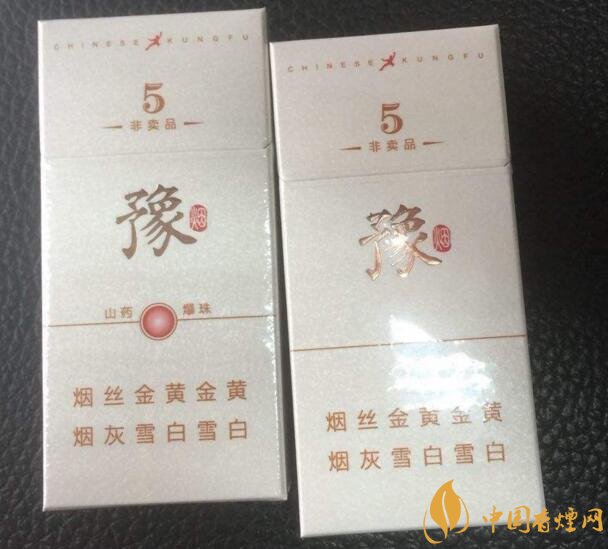 CHINESE KUNGFU
5
非卖品
豫
烟
山药 爆珠
烟丝金黄金黄
烟灰雪白雪白
CHINESE KUNGFU
5
非卖品
豫
烟
烟丝金黄金黄
烟灰雪白雪白
中国香煙网